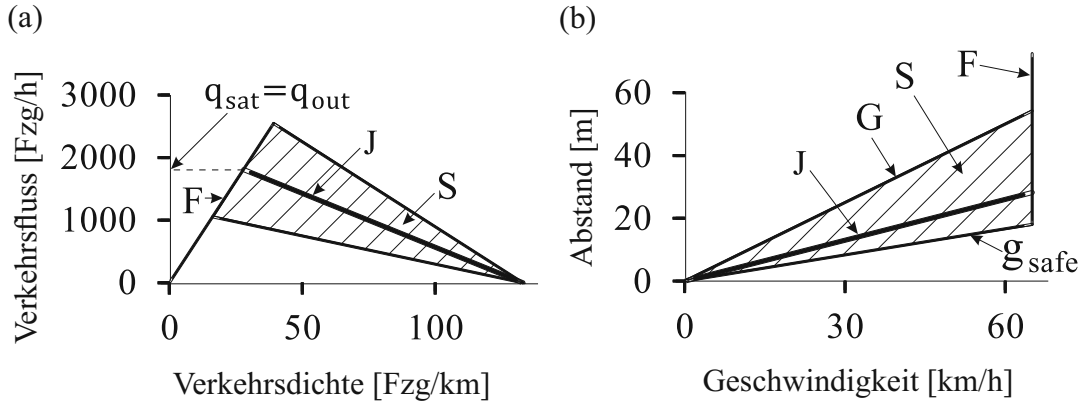 (a)
Verkehrsfluss [Fzg/h]
3000
2000
1000
0
q_sat=q_out
F
J
S
0
50
100
Verkehrsdichte [Fzg/km]
(b)
Abstand [m]
60
40
20
0
F
S
G
J
g_safe
0
30
60
Geschwindigkeit [km/h]